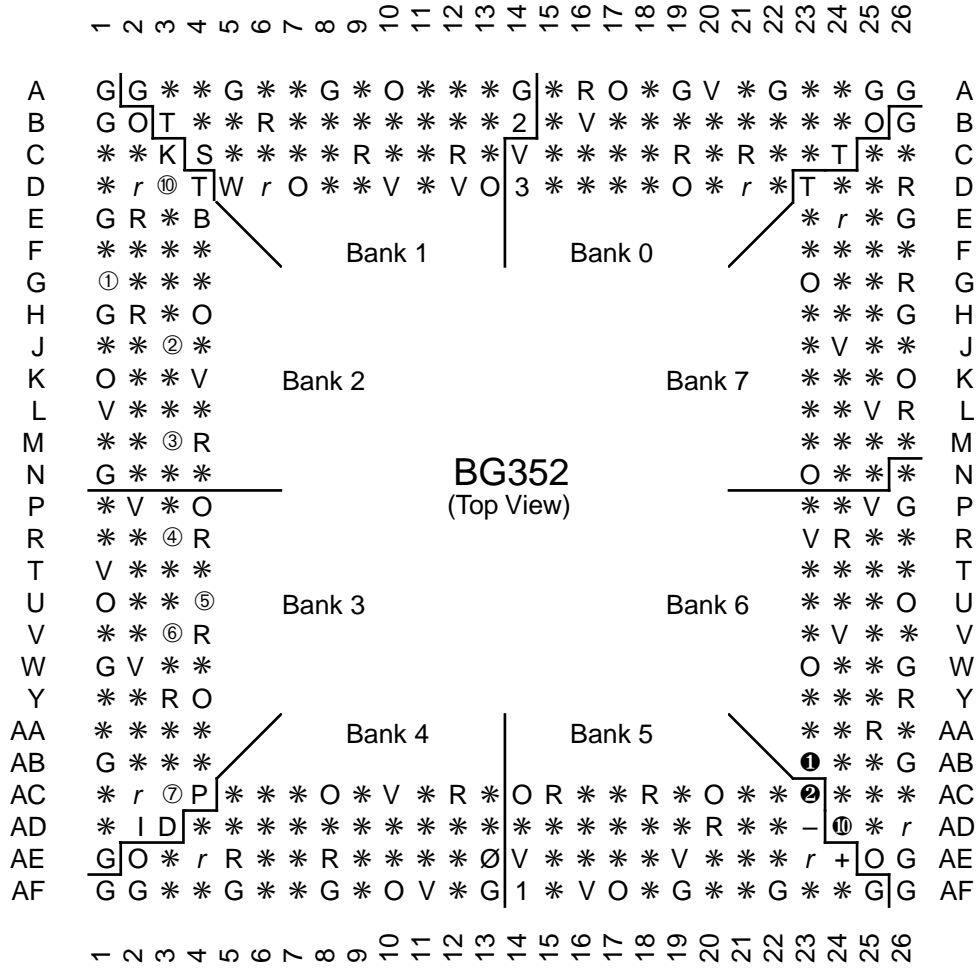 1 2 3 4 5 6 7 8 9 10 11 12 13 14 15 16 17 18 19 20 21 22 23 24 25 26
A G G * * G * * G * O * * * G * R O * G V * G * * G G A
B G O T * * R * * * * * * * 2 * V * * * * * * * * O G B
C * * K S * * * * R * * R * V * * * * R * R * * T * * C
D * r ⑩ T W r O * * V * V O 3 * * * * O * r * T * * R D
E G R * B * r * G E
F * * * * Bank 1 Bank 0 * * * * F
G ① * * * O * * R G
H G R * O * * * G H
J * * ② * * V * * J
K O * * V Bank 2 Bank 7 * * * O K
L V * * * * * V R L
M * * ③ R * * * * M
N G * * * BG352 O * * * N
P * V * O (Top View) * * V G P
R * * ④ R V R * * R
T V * * * * * * * T
U O * * ⑤ Bank 3 Bank 6 * * * O U
V * * ⑥ R * V * * V
W G V * * O * * G W
Y * * R O * * * R Y
AA * * * * Bank 4 Bank 5 * * R * AA
AB G * * * ❶ * * G AB
AC * r ⑦ P * * * O * V * R * O R * * R * O * * ❷ * * * AC
AD * I D * * * * * * * * * * * * * * * * R * * – ❿ * r AD
AE G O * r R * * R * * * * Ø V * * * * V * * * r + O G AE
AF G G * * G * G * O V * G 1 * V O * G * * G * * G G AF
1 2 3 4 5 6 7 8 9 10 11 12 13 14 15 16 17 18 19 20 21 22 23 24 25 26